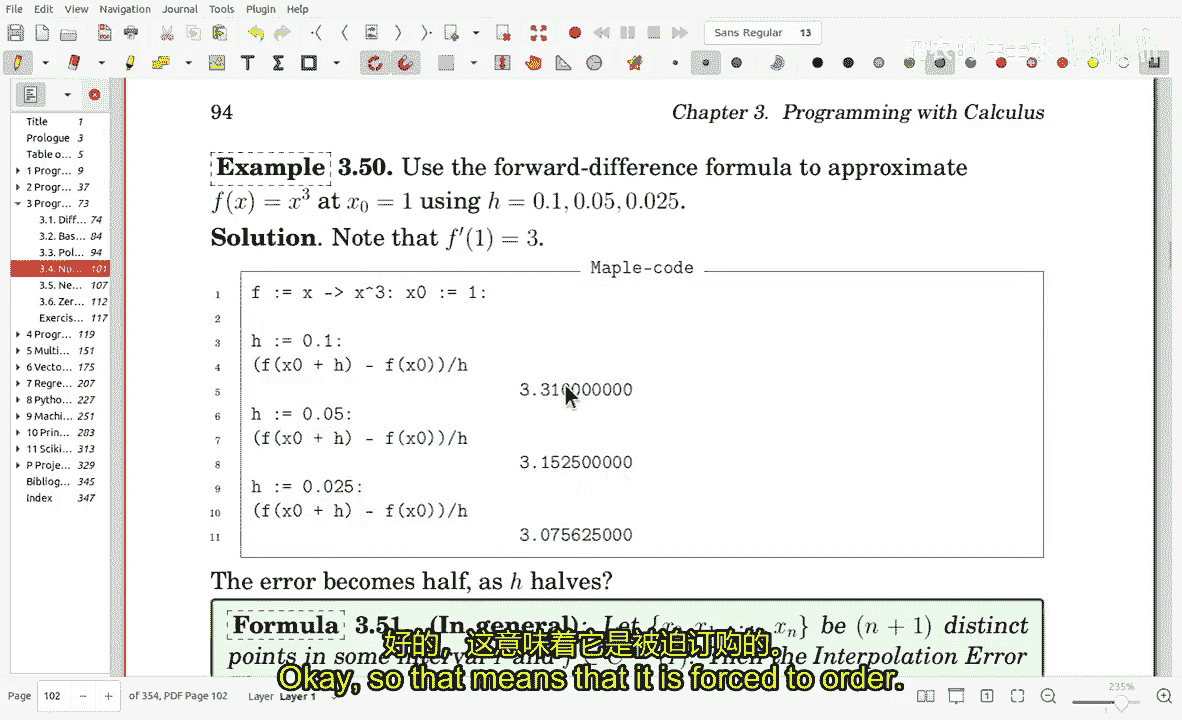 File Edit View Navigation Journal Tools Plugin Help
Sans Regular 13
Title 1
Prologue 3
Table o... 5
1 Progr... 9
2 Progr... 37
3 Progr... 73
3.1. Diff... 74
3.2. Bas... 84
3.3. Pol... 94
3.4. Nu... 101
3.5. Ne... 107
3.6. Zer... 112
Exercis... 117
4 Progr... 119
5 Multi... 151
6 Vecto... 175
7 Regre... 207
8 Pytho... 227
9 Machi... 251
10 Prin... 283
11 Sciki... 313
P Proje... 329
Bibliog... 345
Index 347
94 Chapter 3. Programming with Calculus
Example 3.50. Use the forward-difference formula to approximate
f(x) = x³ at x₀ = 1 using h = 0.1, 0.05, 0.025.
Solution. Note that f′(1) = 3.
Maple-code
1 f := x -> x^3: x0 := 1:
2
3 h := 0.1:
4 (f(x0 + h) - f(x0))/h
5 3.310000000
6 h := 0.05:
7 (f(x0 + h) - f(x0))/h
8 3.152500000
9 h := 0.025:
10 (f(x0 + h) - f(x0))/h
11 3.075625000
The error becomes half, as h halves?
Formula 3.51. (In general): Let {x₀, x₁, ..., xₙ} be (n + 1) distinct
points in some interval I and Then the Interpolation Error
好的，这意味着它是被迫订购的。
Okay, so that means that it is forced to order.
Page 102 of 354, PDF Page 102 Layer Layer 1 235%